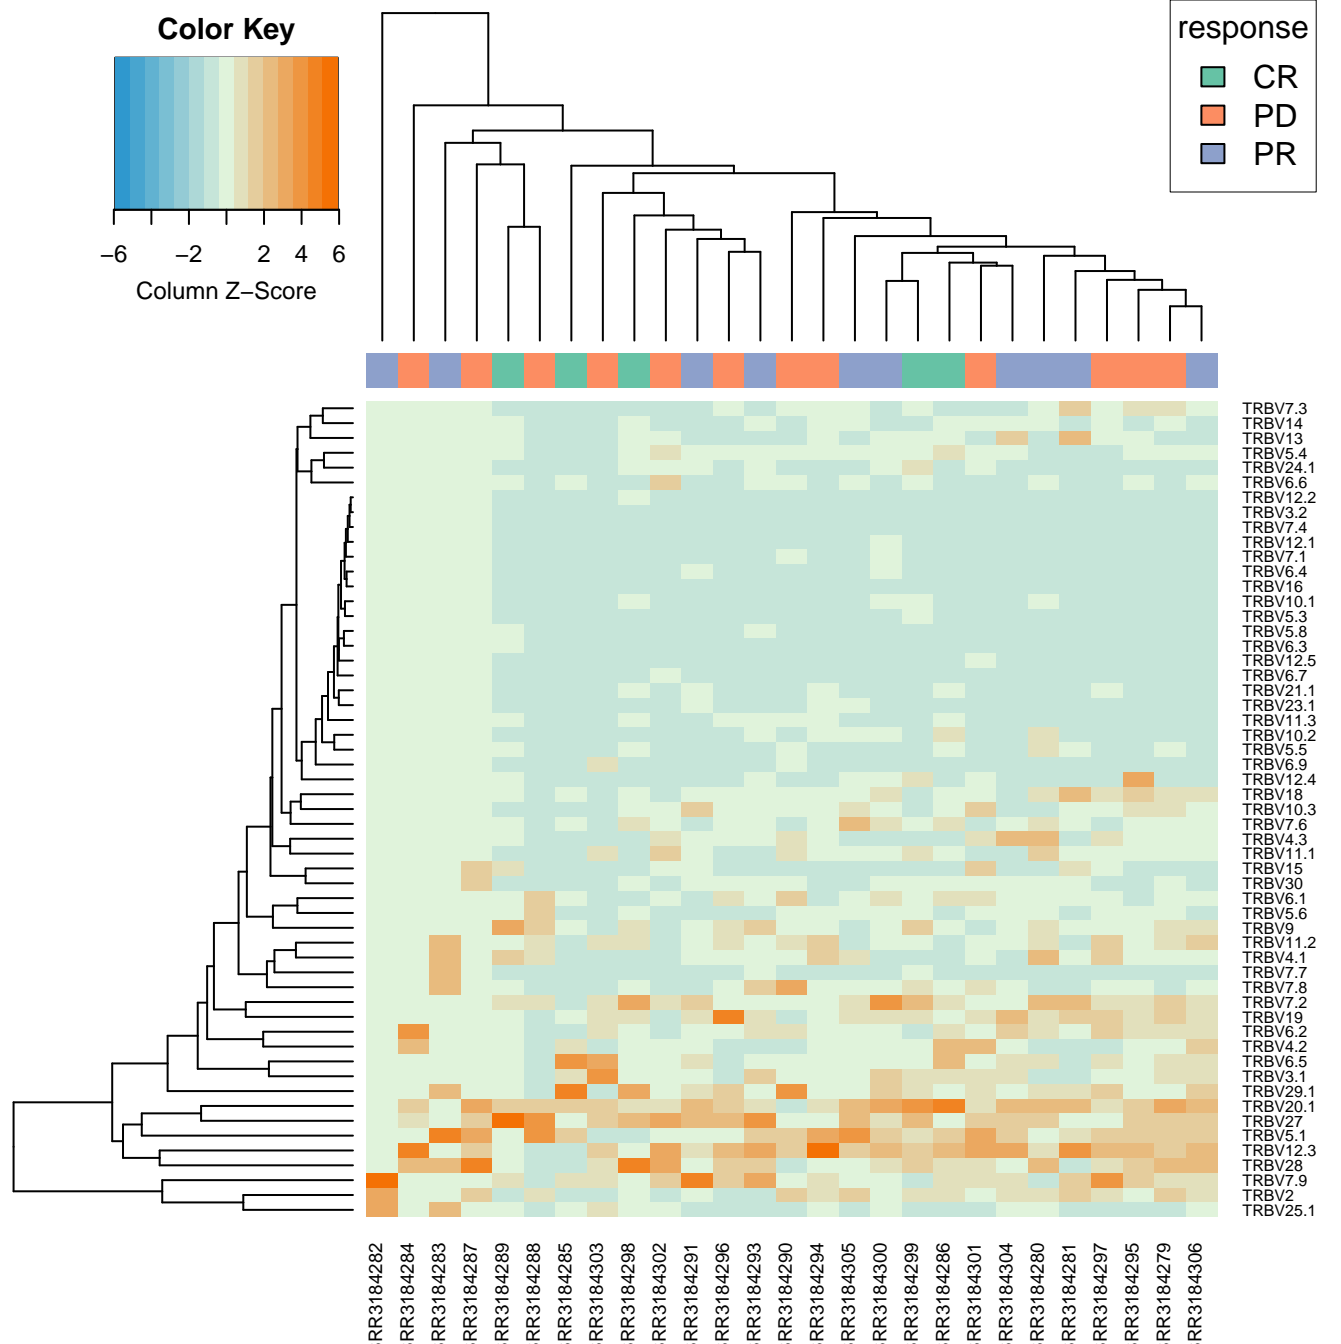 Color Key
−6
−2
2
4
6
Column Z−Score
response
CR
PD
PR
TRBV7.3
TRBV14
TRBV13
TRBV5.4
TRBV24.1
TRBV6.6
TRBV12.2
TRBV3.2
TRBV7.4
TRBV12.1
TRBV7.1
TRBV6.4
TRBV16
TRBV10.1
TRBV5.3
TRBV5.8
TRBV6.3
TRBV12.5
TRBV6.7
TRBV21.1
TRBV23.1
TRBV11.3
TRBV10.2
TRBV5.5
TRBV6.9
TRBV12.4
TRBV18
TRBV10.3
TRBV7.6
TRBV4.3
TRBV11.1
TRBV15
TRBV30
TRBV6.1
TRBV5.6
TRBV9
TRBV11.2
TRBV4.1
TRBV7.7
TRBV7.8
TRBV7.2
TRBV19
TRBV6.2
TRBV4.2
TRBV6.5
TRBV3.1
TRBV29.1
TRBV20.1
TRBV27
TRBV5.1
TRBV12.3
TRBV28
TRBV7.9
TRBV2
TRBV25.1
RR3184282
RR3184284
RR3184283
RR3184287
RR3184289
RR3184288
RR3184285
RR3184303
RR3184298
RR3184302
RR3184291
RR3184296
RR3184293
RR3184290
RR3184294
RR3184305
RR3184300
RR3184299
RR3184286
RR3184301
RR3184304
RR3184280
RR3184281
RR3184297
RR3184295
RR3184279
RR3184306